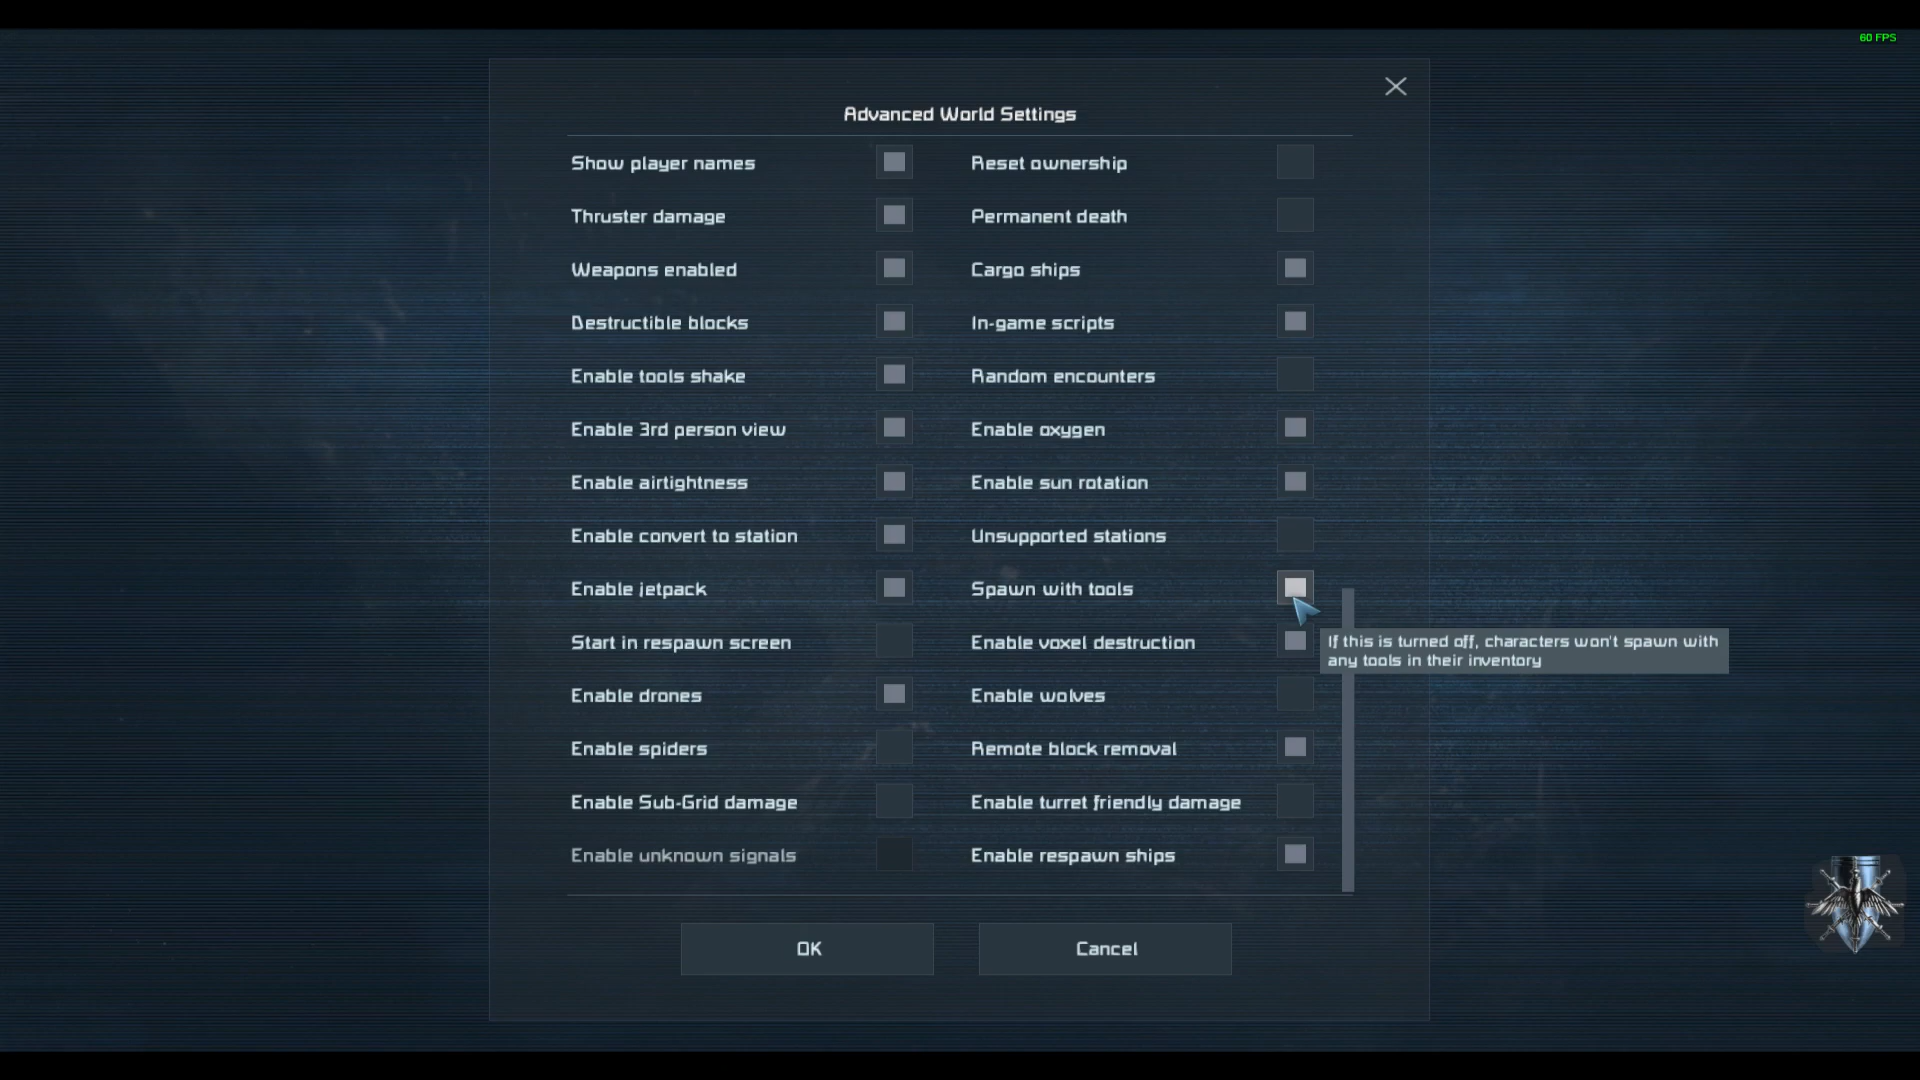 60 FPS
Advanced World Settings
Show player names Reset ownership
Thruster damage Permanent death
Weapons enabled Cargo ships
Destructible blocks In-game scripts
Enable tools shake Random encounters
Enable 3rd person view Enable oxygen
Enable airtightness Enable sun rotation
Enable convert to station Unsupported stations
Enable jetpack Spawn with tools
Start in respawn screen Enable voxel destruction
If this is turned off, characters won't spawn with
any tools in their inventory
Enable drones Enable wolves
Enable spiders Remote block removal
Enable Sub-Grid damage Enable turret friendly damage
Enable unknown signals Enable respawn ships
OK Cancel